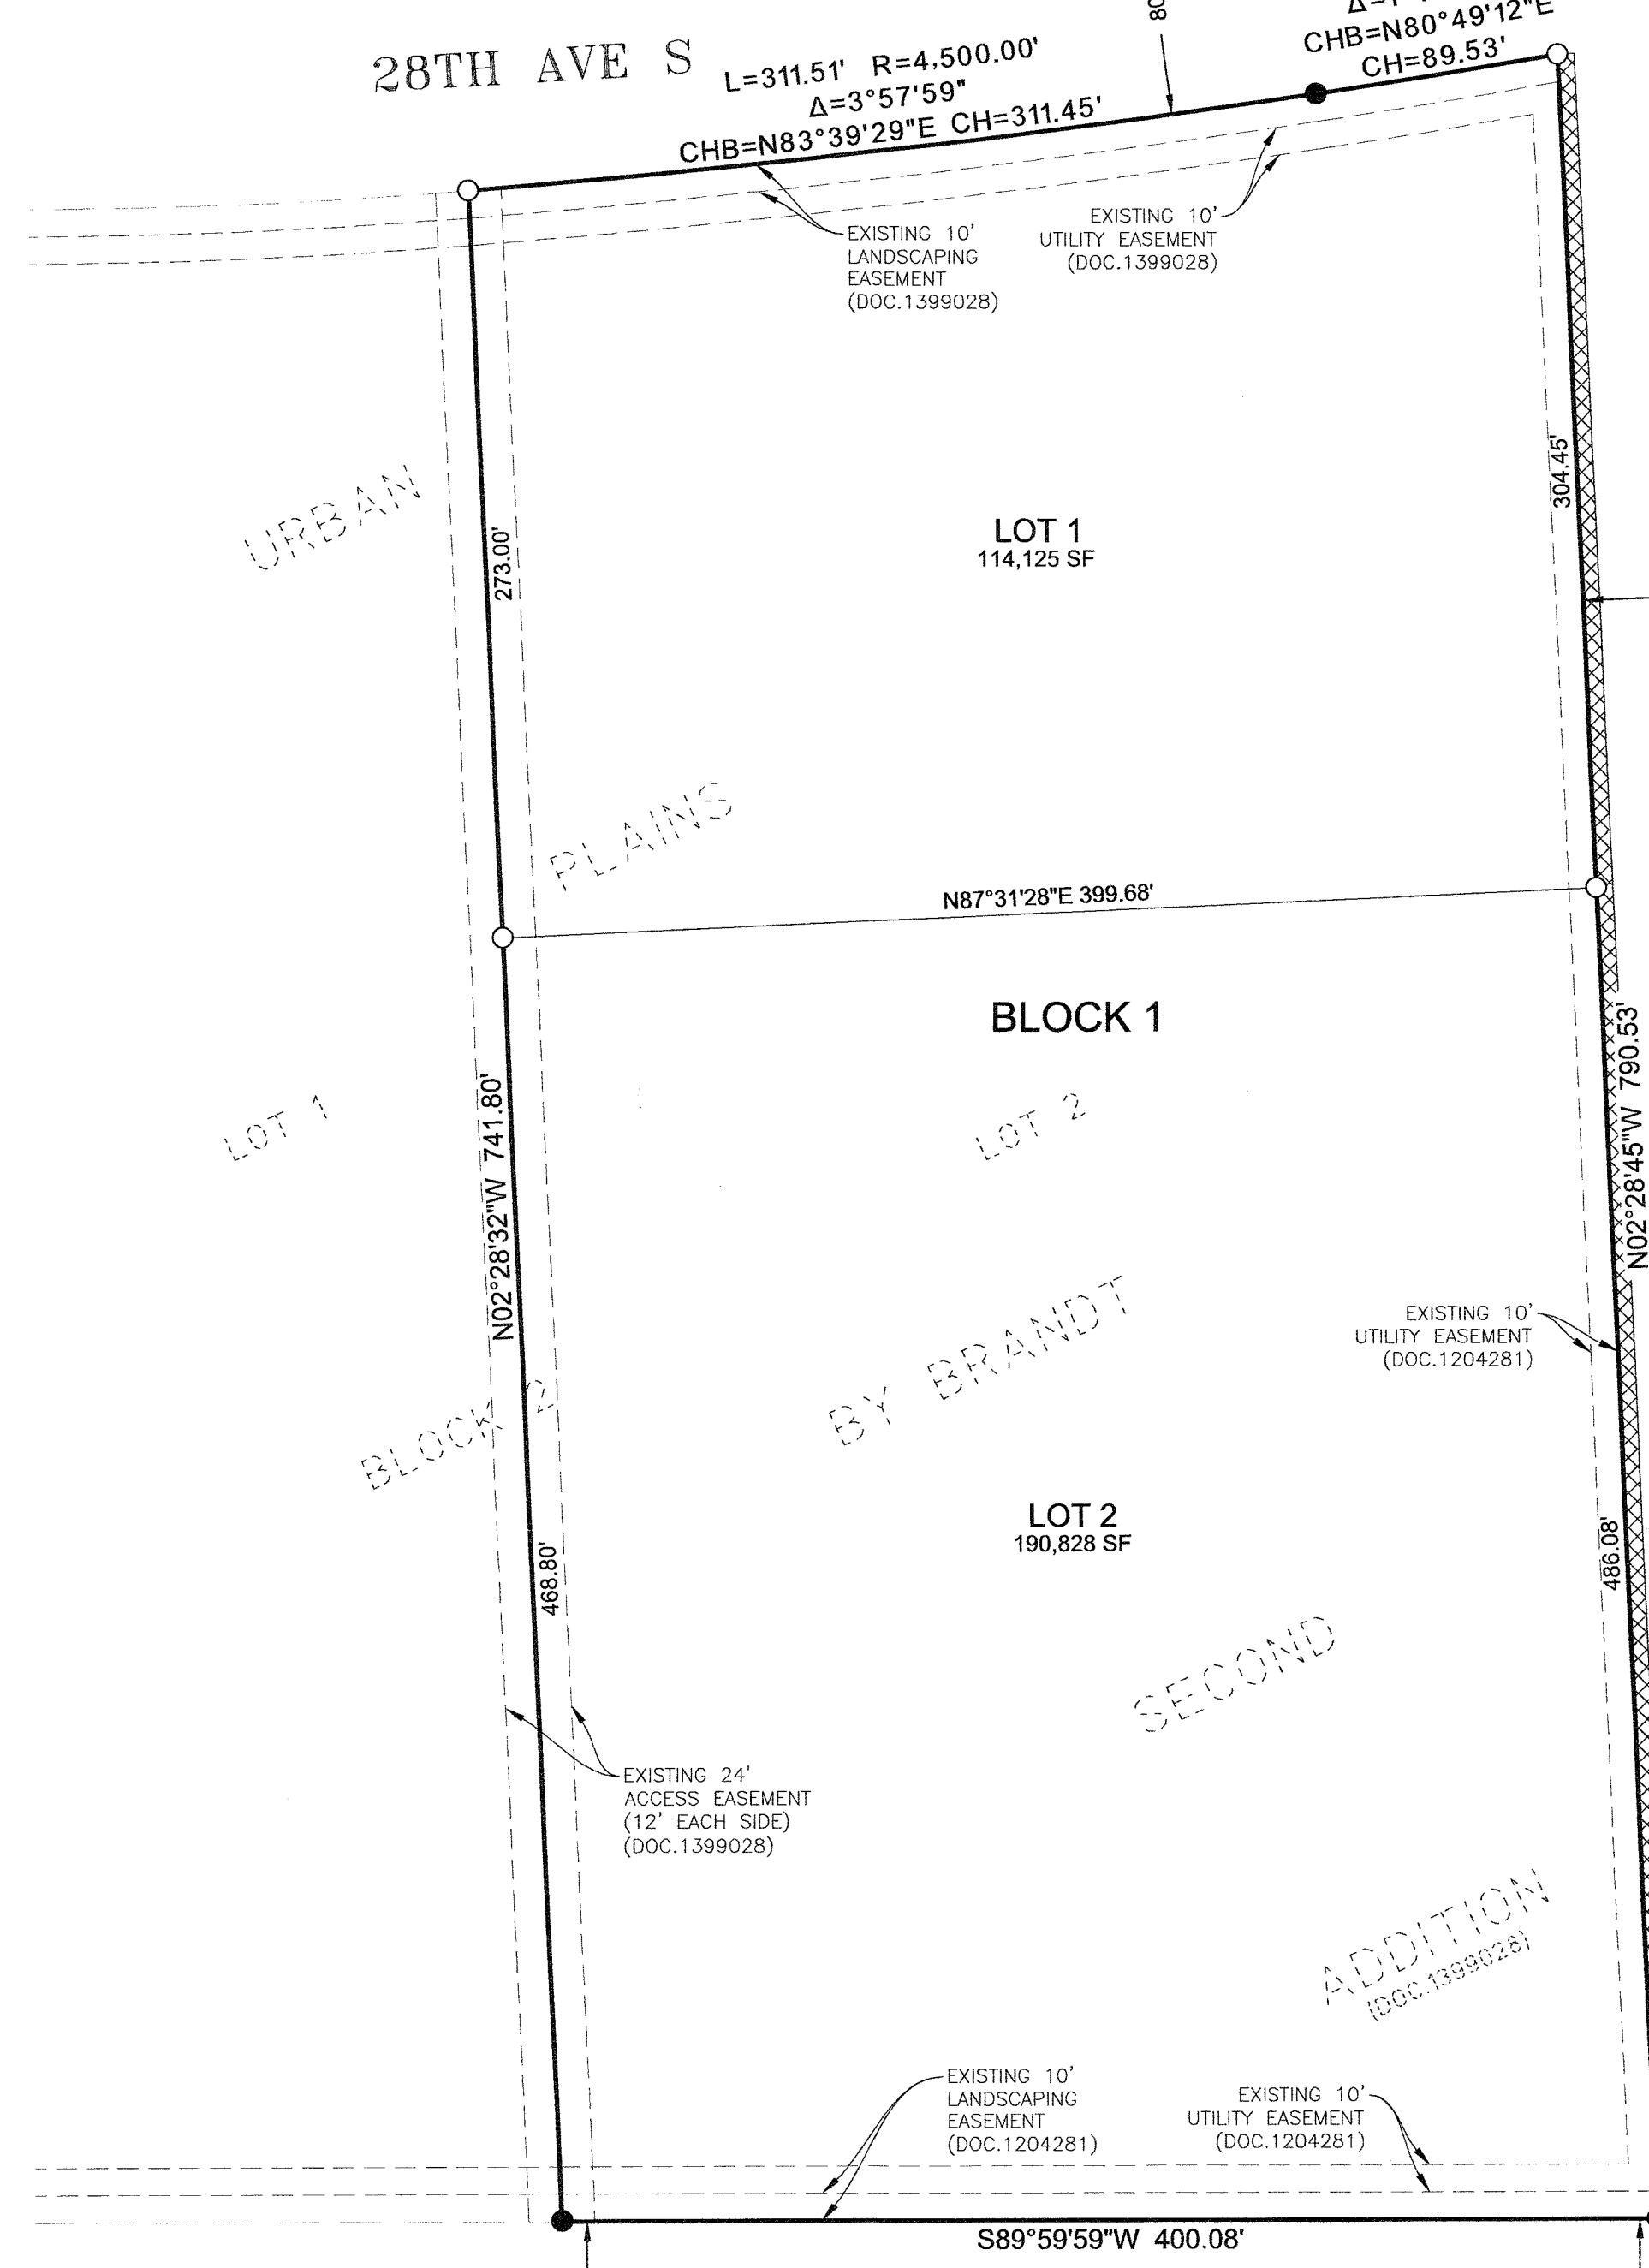 80
Δ=1
CHB=N80°49'12"E
CH=89.53'
28TH AVE S
L=311.51' R=4,500.00'
Δ=3°57'59"
CHB=N83°39'29"E CH=311.45'
EXISTING 10'
LANDSCAPING
EASEMENT
(DOC.1399028)
EXISTING 10'
UTILITY EASEMENT
(DOC.1399028)
304.45'
URBAN
273.00'
LOT 1
114,125 SF
PLAINS
N87°31'28"E 399.68'
BLOCK 1
N02°28'45"W 790.53'
LOT 1
N02°28'32"W 741.80'
LOT 2
EXISTING 10'
UTILITY EASEMENT
(DOC.1204281)
BY BRANDT
BLOCK 2
LOT 2
190,828 SF
468.80'
486.08'
SECOND
EXISTING 24'
ACCESS EASEMENT
(12' EACH SIDE)
(DOC.1399028)
ADDITION
(DOC.1399028)
EXISTING 10'
LANDSCAPING
EASEMENT
(DOC.1204281)
EXISTING 10'
UTILITY EASEMENT
(DOC.1204281)
S89°59'59"W 400.08'